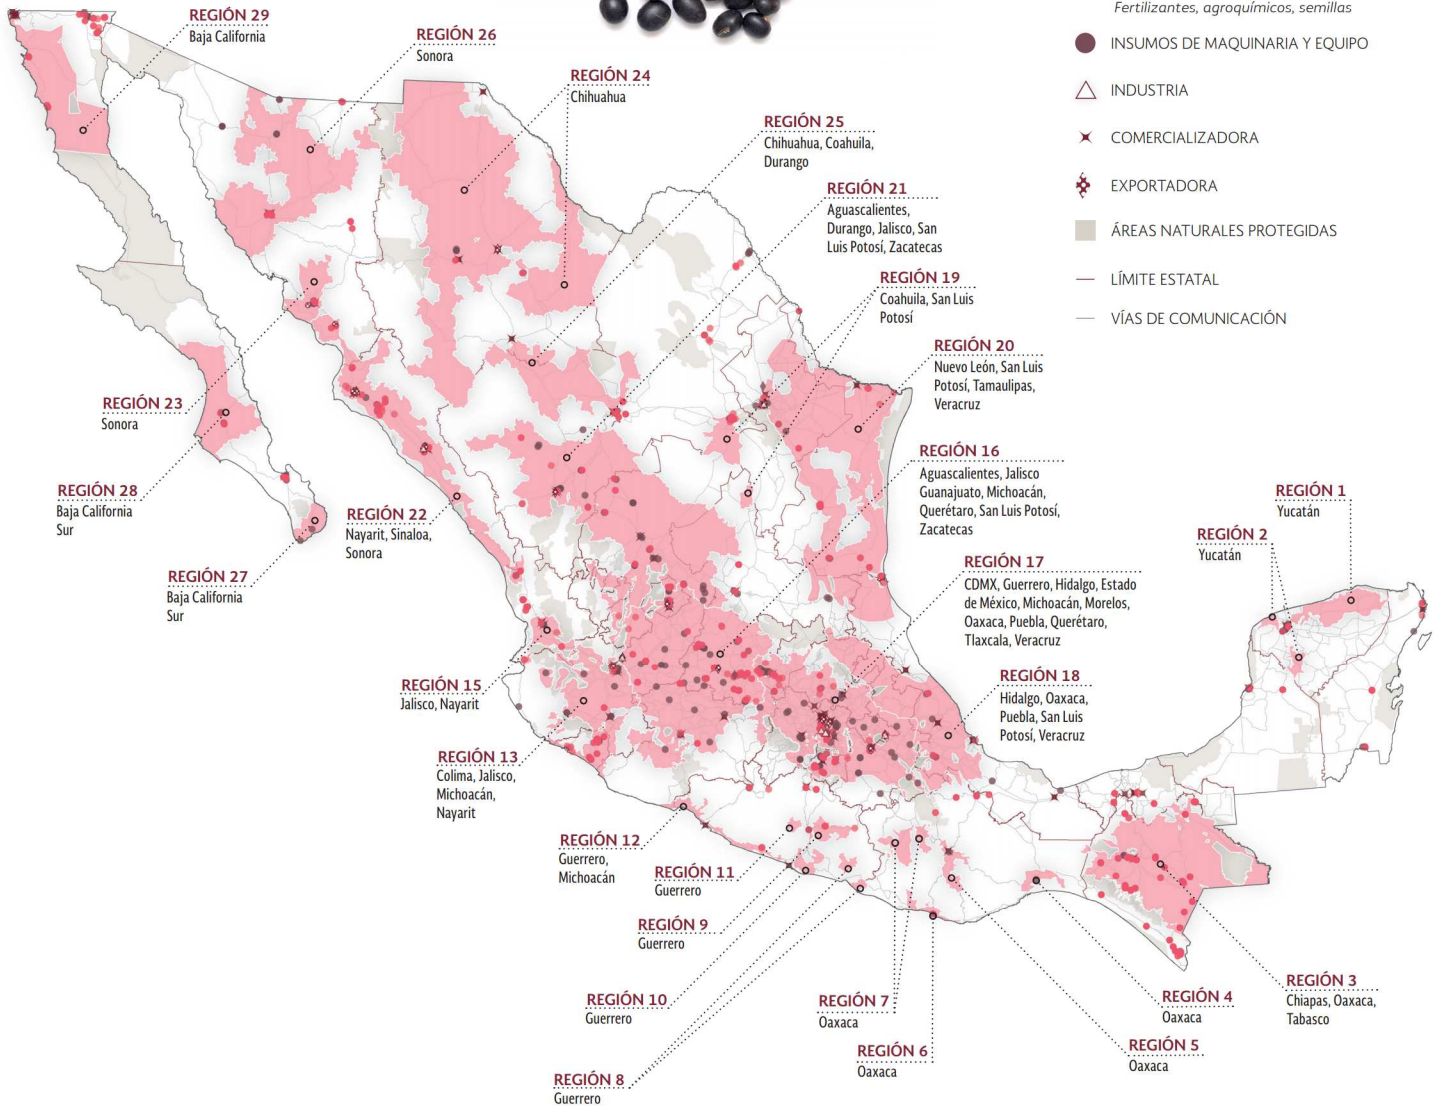 Fertilizantes, agroquímicos, semillas
INSUMOS DE MAQUINARIA Y EQUIPO
INDUSTRIA
COMERCIALIZADORA
EXPORTADORA
ÁREAS NATURALES PROTEGIDAS
LÍMITE ESTATAL
VÍAS DE COMUNICACIÓN
REGIÓN 29
Baja California
REGIÓN 26
Sonora
REGIÓN 24
Chihuahua
REGIÓN 25
Chihuahua, Coahuila,
Durango
REGIÓN 21
Aguascalientes,
Durango, Jalisco, San
Luis Potosí, Zacatecas
REGIÓN 19
Coahuila, San Luis
Potosí
REGIÓN 20
Nuevo León, San Luis
Potosí, Tamaulipas,
Veracruz
REGIÓN 23
Sonora
REGIÓN 16
Aguascalientes, Jalisco
Guanajuato, Michoacán,
Querétaro, San Luis Potosí,
Zacatecas
REGIÓN 28
Baja California
Sur
REGIÓN 22
Nayarit, Sinaloa,
Sonora
REGIÓN 1
Yucatán
REGIÓN 2
Yucatán
REGIÓN 27
Baja California
Sur
REGIÓN 17
CDMX, Guerrero, Hidalgo, Estado
de México, Michoacán, Morelos,
Oaxaca, Puebla, Querétaro,
Tlaxcala, Veracruz
REGIÓN 15
Jalisco, Nayarit
REGIÓN 18
Hidalgo, Oaxaca,
Puebla, San Luis
Potosí, Veracruz
REGIÓN 13
Colima, Jalisco,
Michoacán,
Nayarit
REGIÓN 12
Guerrero,
Michoacán
REGIÓN 11
Guerrero
REGIÓN 9
Guerrero
REGIÓN 10
Guerrero
REGIÓN 8
Guerrero
REGIÓN 7
Oaxaca
REGIÓN 6
Oaxaca
REGIÓN 5
Oaxaca
REGIÓN 4
Oaxaca
REGIÓN 3
Chiapas, Oaxaca,
Tabasco